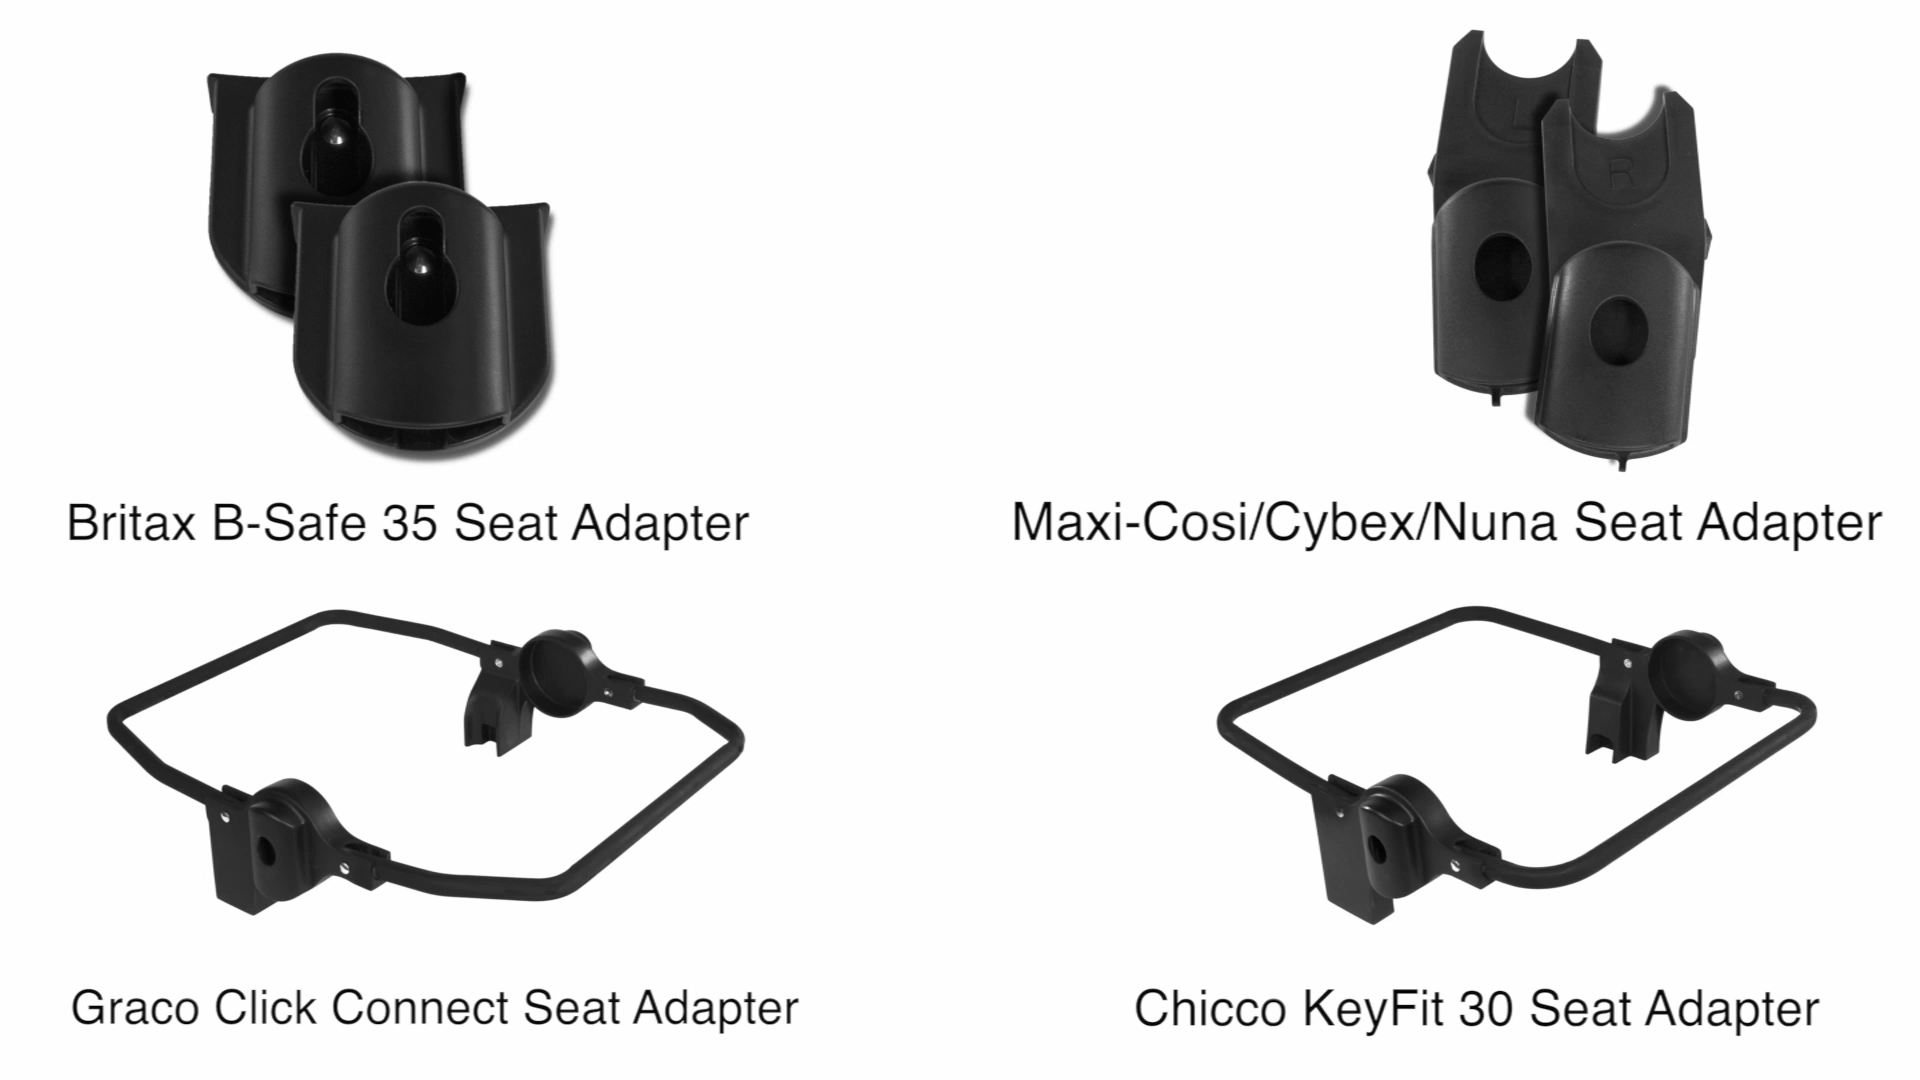 L
R
Britax B-Safe 35 Seat Adapter
Maxi-Cosi/Cybex/Nuna Seat Adapter
Graco Click Connect Seat Adapter
Chicco KeyFit 30 Seat Adapter